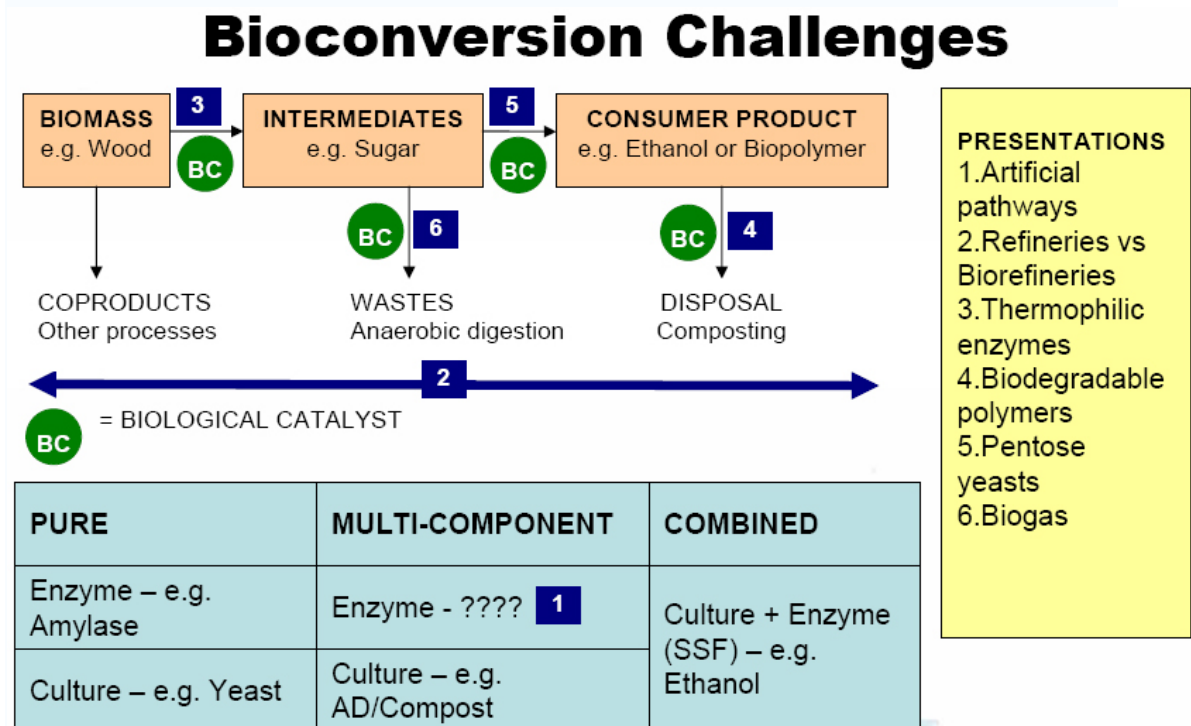 Bioconversion Challenges
BIOMASS
e.g. Wood
3
BC
INTERMEDIATES
e.g. Sugar
5
BC
CONSUMER PRODUCT
e.g. Ethanol or Biopolymer
BC
6
BC
4
COPRODUCTS
Other processes
WASTES
Anaerobic digestion
DISPOSAL
Composting
2
BC
= BIOLOGICAL CATALYST
PRESENTATIONS
1.Artificial
pathways
2.Refineries vs
Biorefineries
3.Thermophilic
enzymes
4.Biodegradable
polymers
5.Pentose
yeasts
6.Biogas
PURE
MULTI-COMPONENT
COMBINED
Enzyme – e.g.
Amylase
Enzyme - ????
1
Culture + Enzyme
(SSF) – e.g.
Ethanol
Culture – e.g. Yeast
Culture – e.g.
AD/Compost